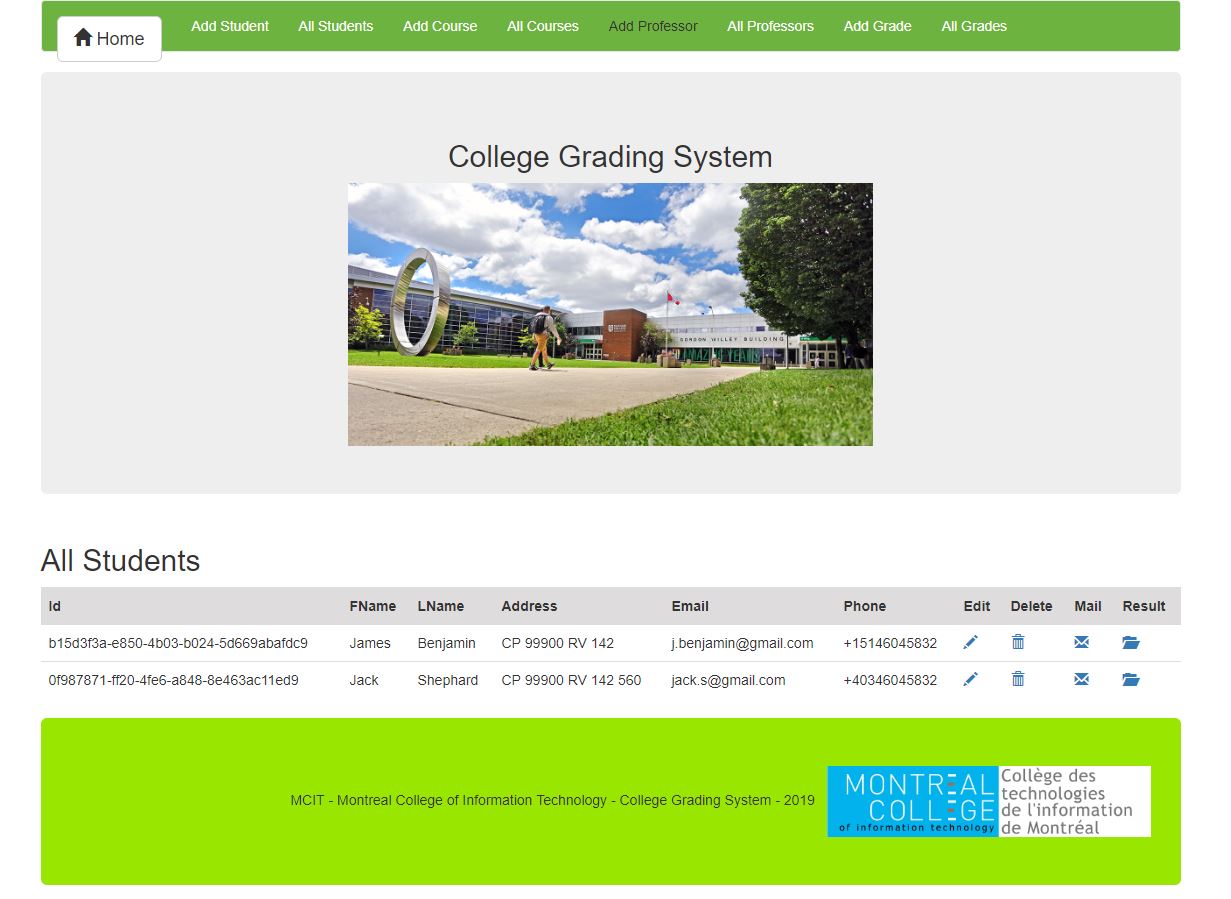 Home Add Student All Students Add Course All Courses Add Professor All Professors Add Grade All Grades
College Grading System
GORDON WILLEY BUILDING
All Students
Id FName LName Address Email Phone Edit Delete Mail Result
b15d3f3a-e850-4b03-b024-5d669abafdc9 James Benjamin CP 99900 RV 142 j.benjamin@gmail.com +15146045832
0f987871-ff20-4fe6-a848-8e463ac11ed9 Jack Shephard CP 99900 RV 142 560 jack.s@gmail.com +40346045832
MCIT - Montreal College of Information Technology - College Grading System - 2019
MONTREAL
COLLEGE
of information technology
Collège des
technologies
de l'information
de Montréal